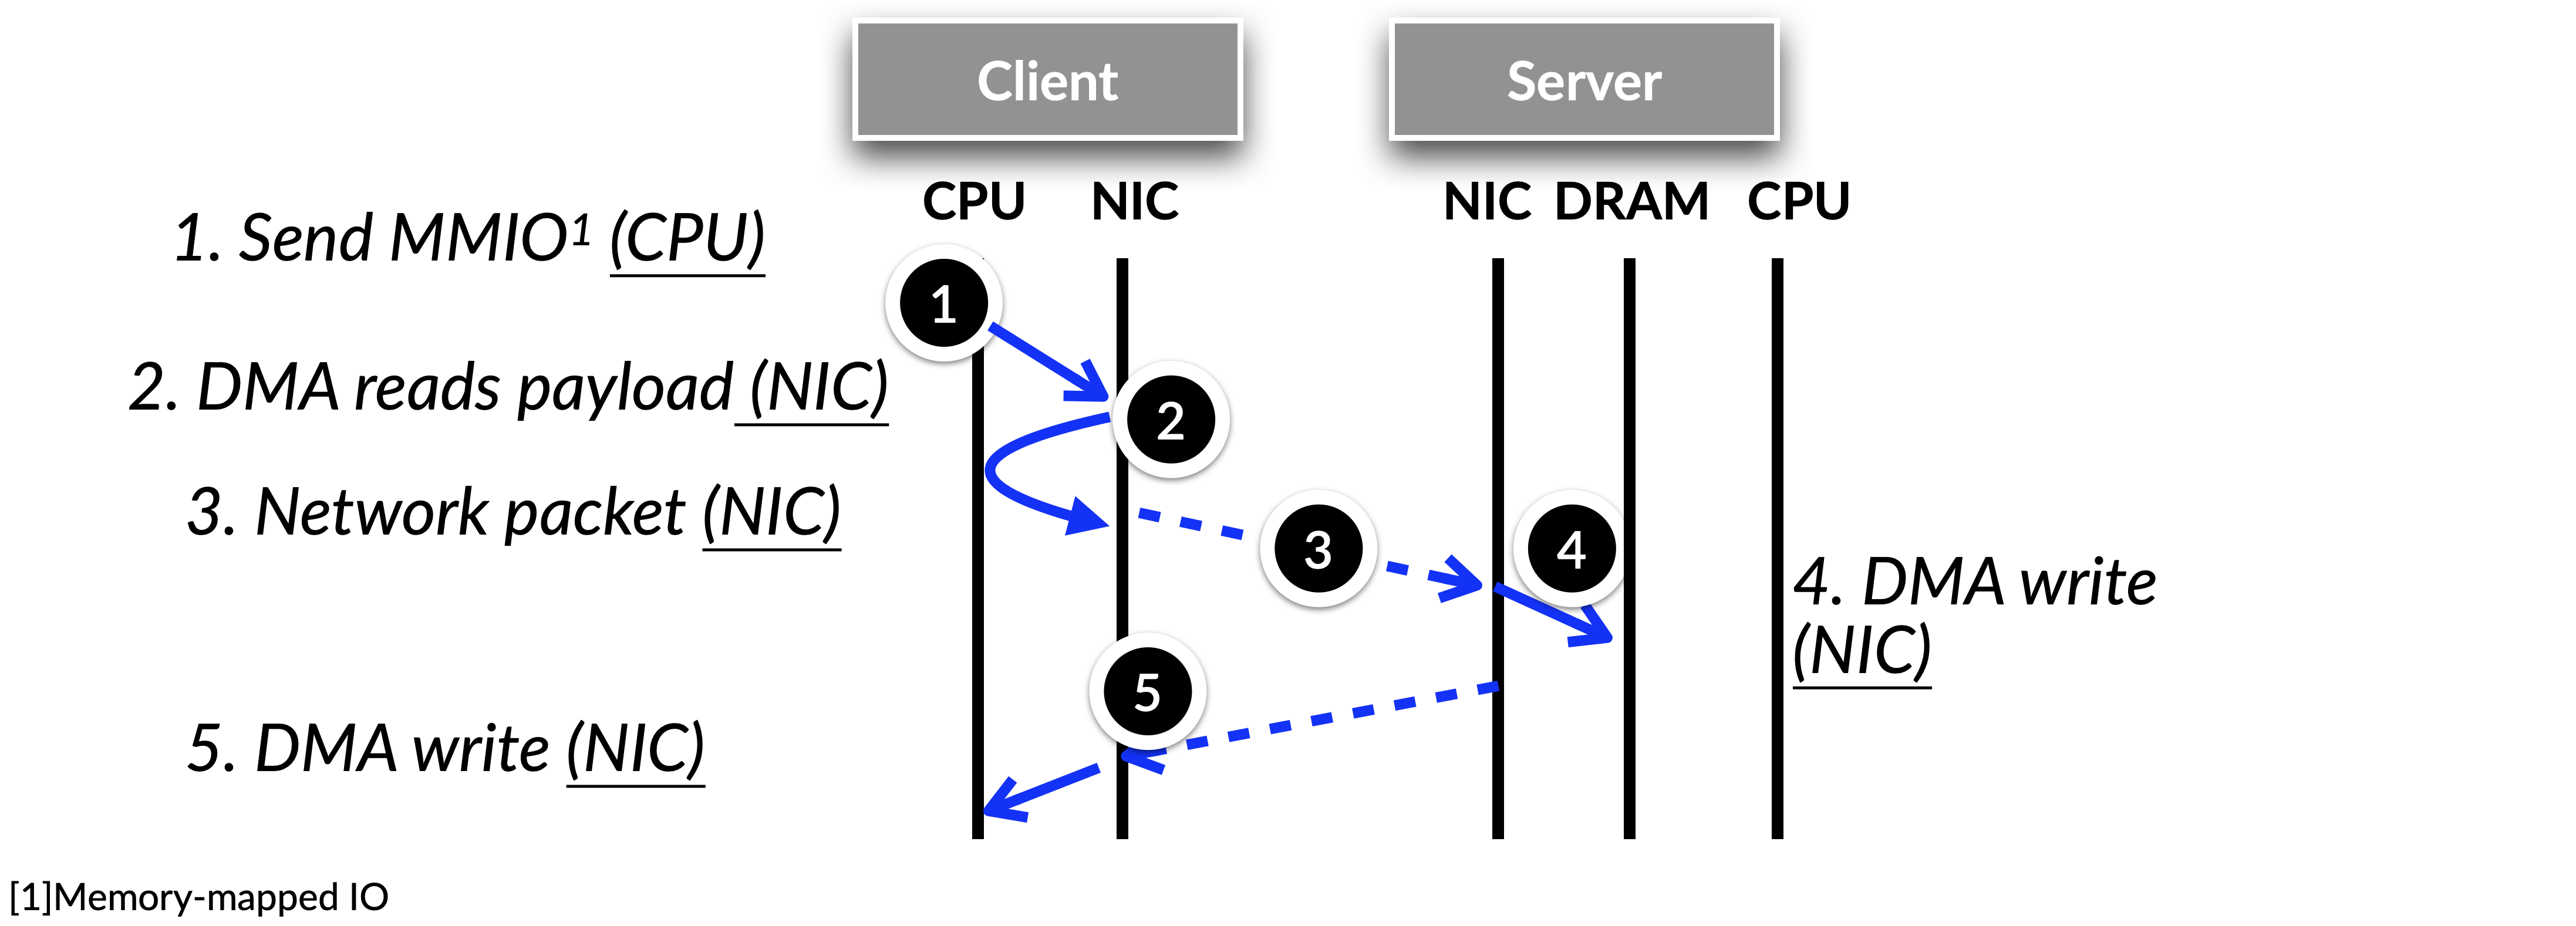 Client
Server
CPU NIC
NIC DRAM CPU
1. Send MMIO¹ (CPU)
1
2. DMA reads payload (NIC)
2
3. Network packet (NIC)
3
4
4. DMA write
(NIC)
5
5. DMA write (NIC)
[1]Memory-mapped IO